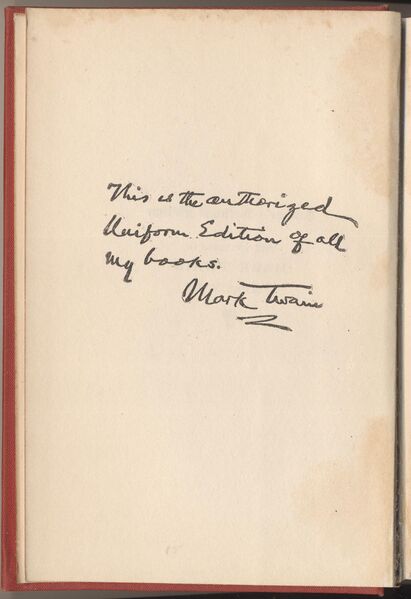 This is the authorized
Uniform Edition of all
my books.
Mark Twain